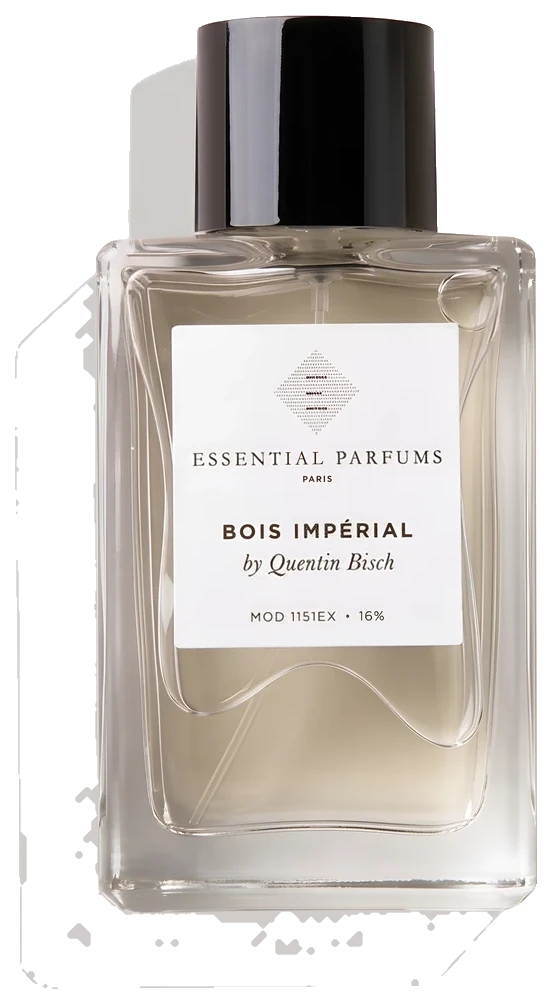 ESSENTIAL PARFUMS
PARIS
BOIS IMPÉRIAL
by Quentin Bisch
MOD 1151EX • 16%